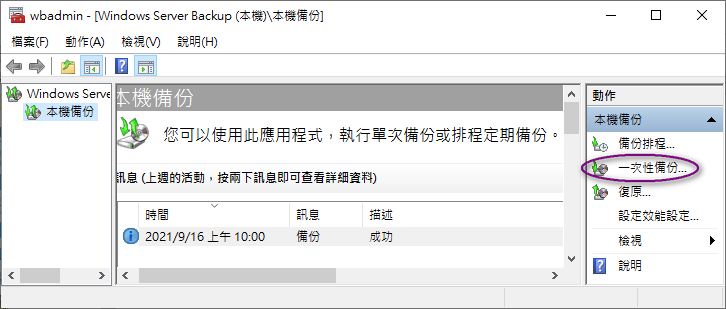 wbadmin - [Windows Server Backup (本機)\本機備份]
檔案(F) 動作(A) 檢視(V) 說明(H)
Windows Serve
本機備份
本機備份
您可以使用此應用程式，執行單次備份或排程定期備份。
訊息 (上週的活動，按兩下訊息即可查看詳細資料)
時間 訊息 描述
2021/9/16 上午 10:00 備份 成功
動作
本機備份
備份排程...
一次性備份...
復原...
設定效能設定...
檢視
說明